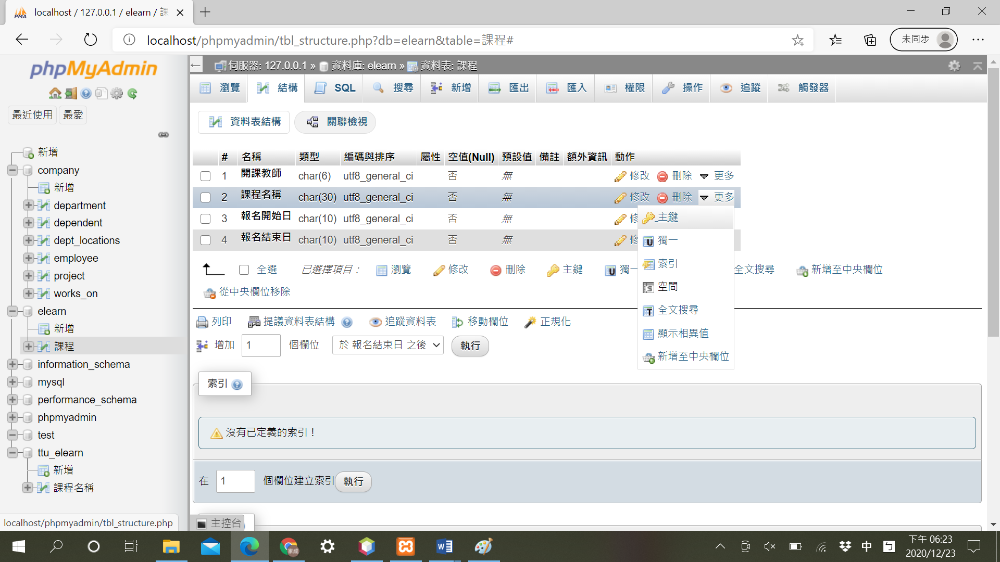 localhost / 127.0.0.1 / elearn / 課
localhost/phpmyadmin/tbl_structure.php?db=elearn&table=課程#
未同步
phpMyAdmin
最近使用 最愛
新增
company
新增
department
dependent
dept_locations
employee
project
works_on
elearn
新增
課程
information_schema
mysql
performance_schema
phpmyadmin
test
ttu_elearn
新增
課程名稱
localhost/phpmyadmin/tbl_structure.php
伺服器: 127.0.0.1 » 資料庫: elearn » 資料表: 課程
瀏覽 結構 SQL 搜尋 新增 匯出 匯入 權限 操作 追蹤 觸發器
資料表結構 關聯檢視
# 名稱 類型 編碼與排序 屬性 空值(Null) 預設值 備註 額外資訊 動作
1 開課教師 char(6) utf8_general_ci 否 無 修改 刪除 更多
2 課程名稱 char(30) utf8_general_ci 否 無 修改 刪除 更多
3 報名開始日 char(10) utf8_general_ci 否 無 修
4 報名結束日 char(10) utf8_general_ci 否 無 修
主鍵
獨一
索引
空間
全文搜尋
顯示相異值
新增至中央欄位
全選 已選擇項目： 瀏覽 修改 刪除 主鍵 獨一 全文搜尋 新增至中央欄位
從中央欄位移除
列印 提議資料表結構 追蹤資料表 移動欄位 正規化
增加 1 個欄位 於 報名結束日 之後 執行
索引
沒有已定義的索引！
在 1 個欄位建立索引 執行
主控台
中
下午 06:23
2020/12/23